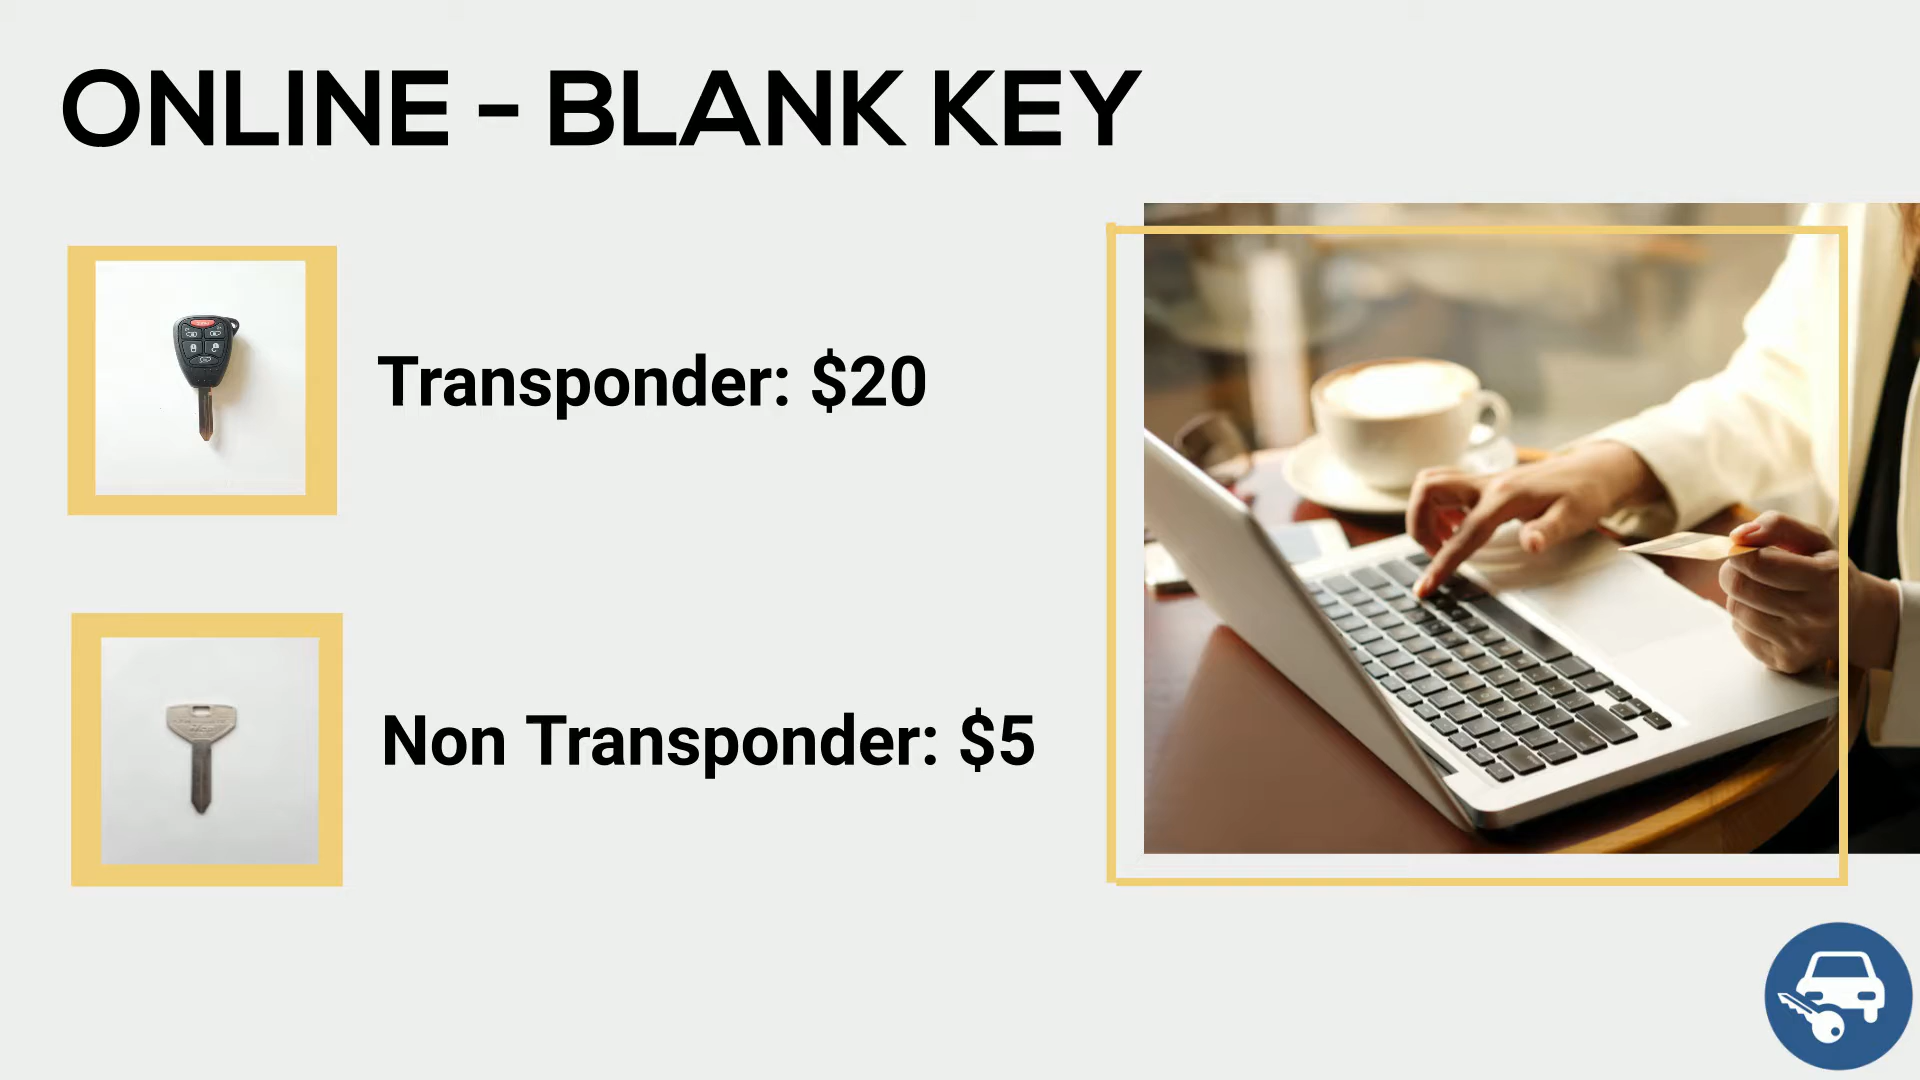 ONLINE - BLANK KEY
Transponder: $20
Non Transponder: $5